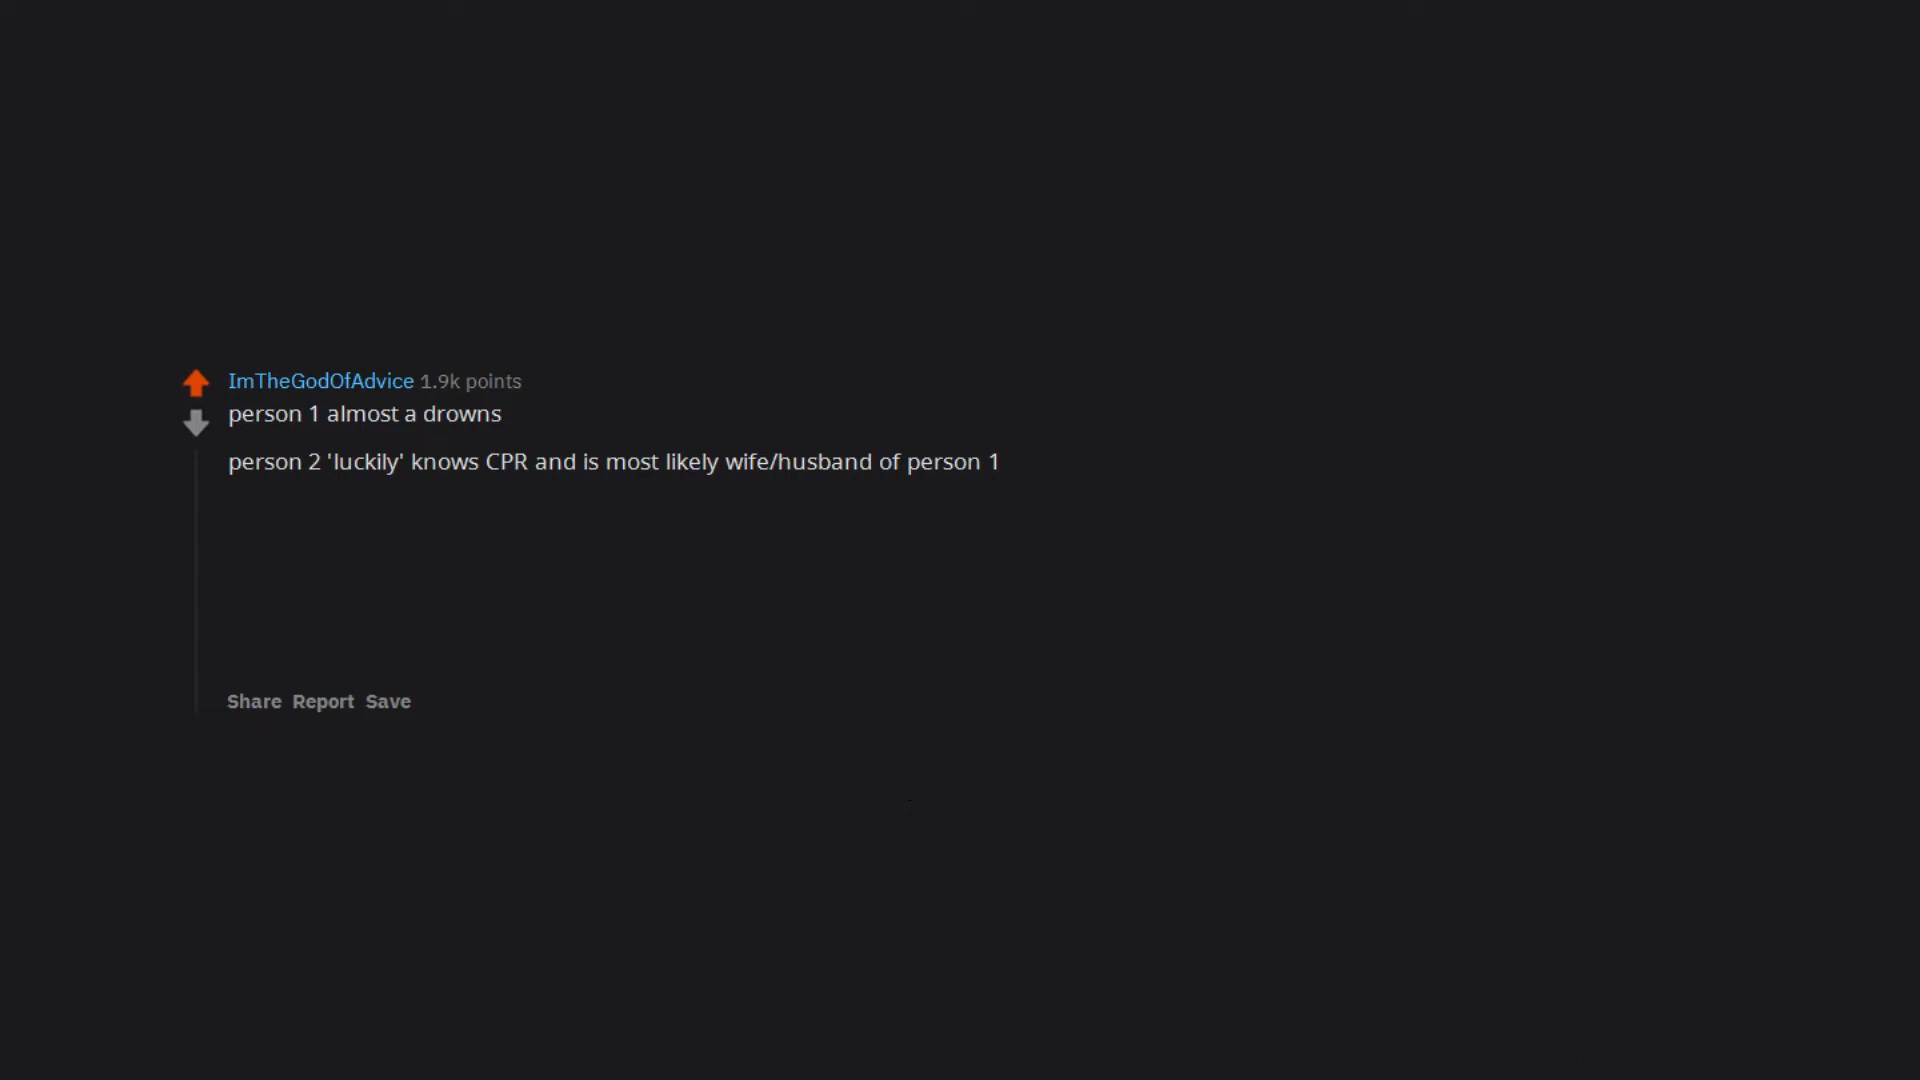 ImTheGodOfAdvice 1.9k points
person 1 almost a drowns
person 2 'luckily' knows CPR and is most likely wife/husband of person 1
Share Report Save